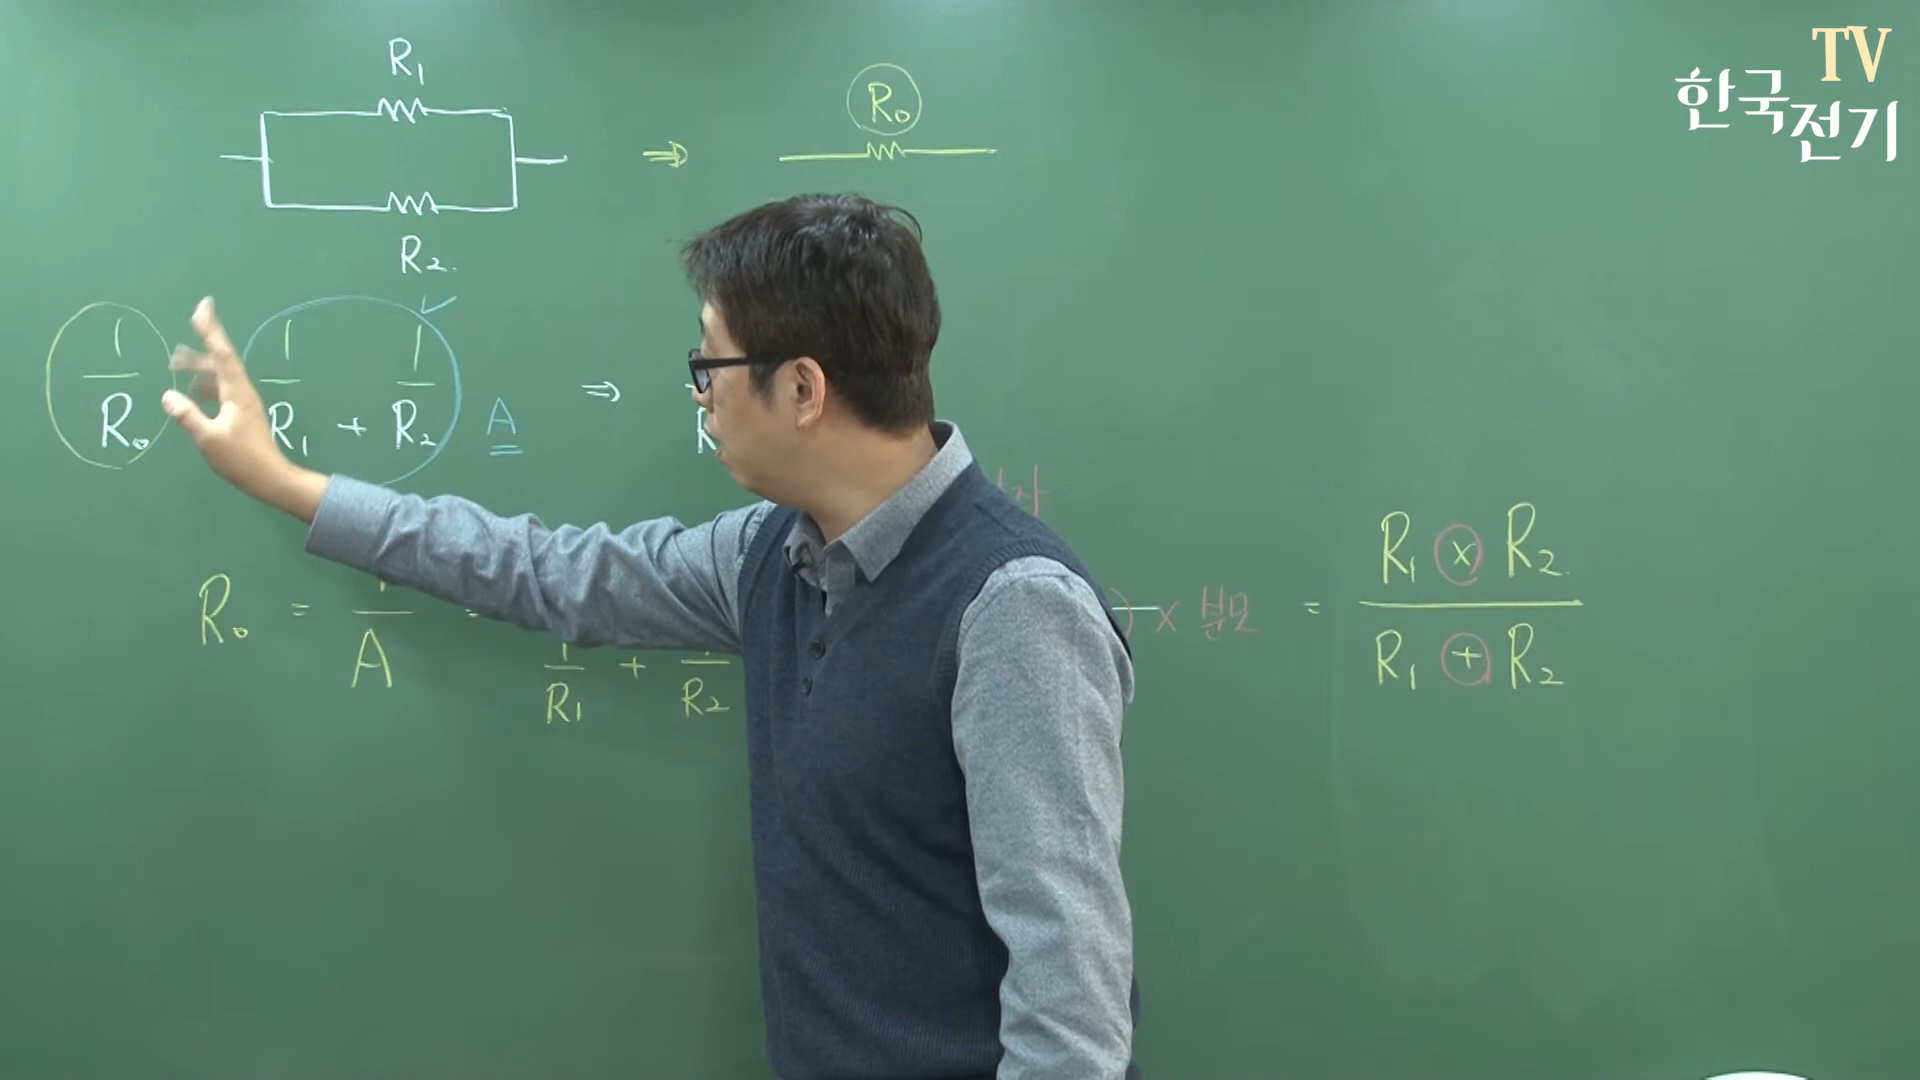 TV
한국
전기
R₁
⇒ R₀
R₂.
1/R₀ 1/R₁ + 1/R₂ A ⇒
R₀ = 1/A = 1/R₁ + 1/R₂
x 분모 = R₁ x R₂. / R₁ + R₂